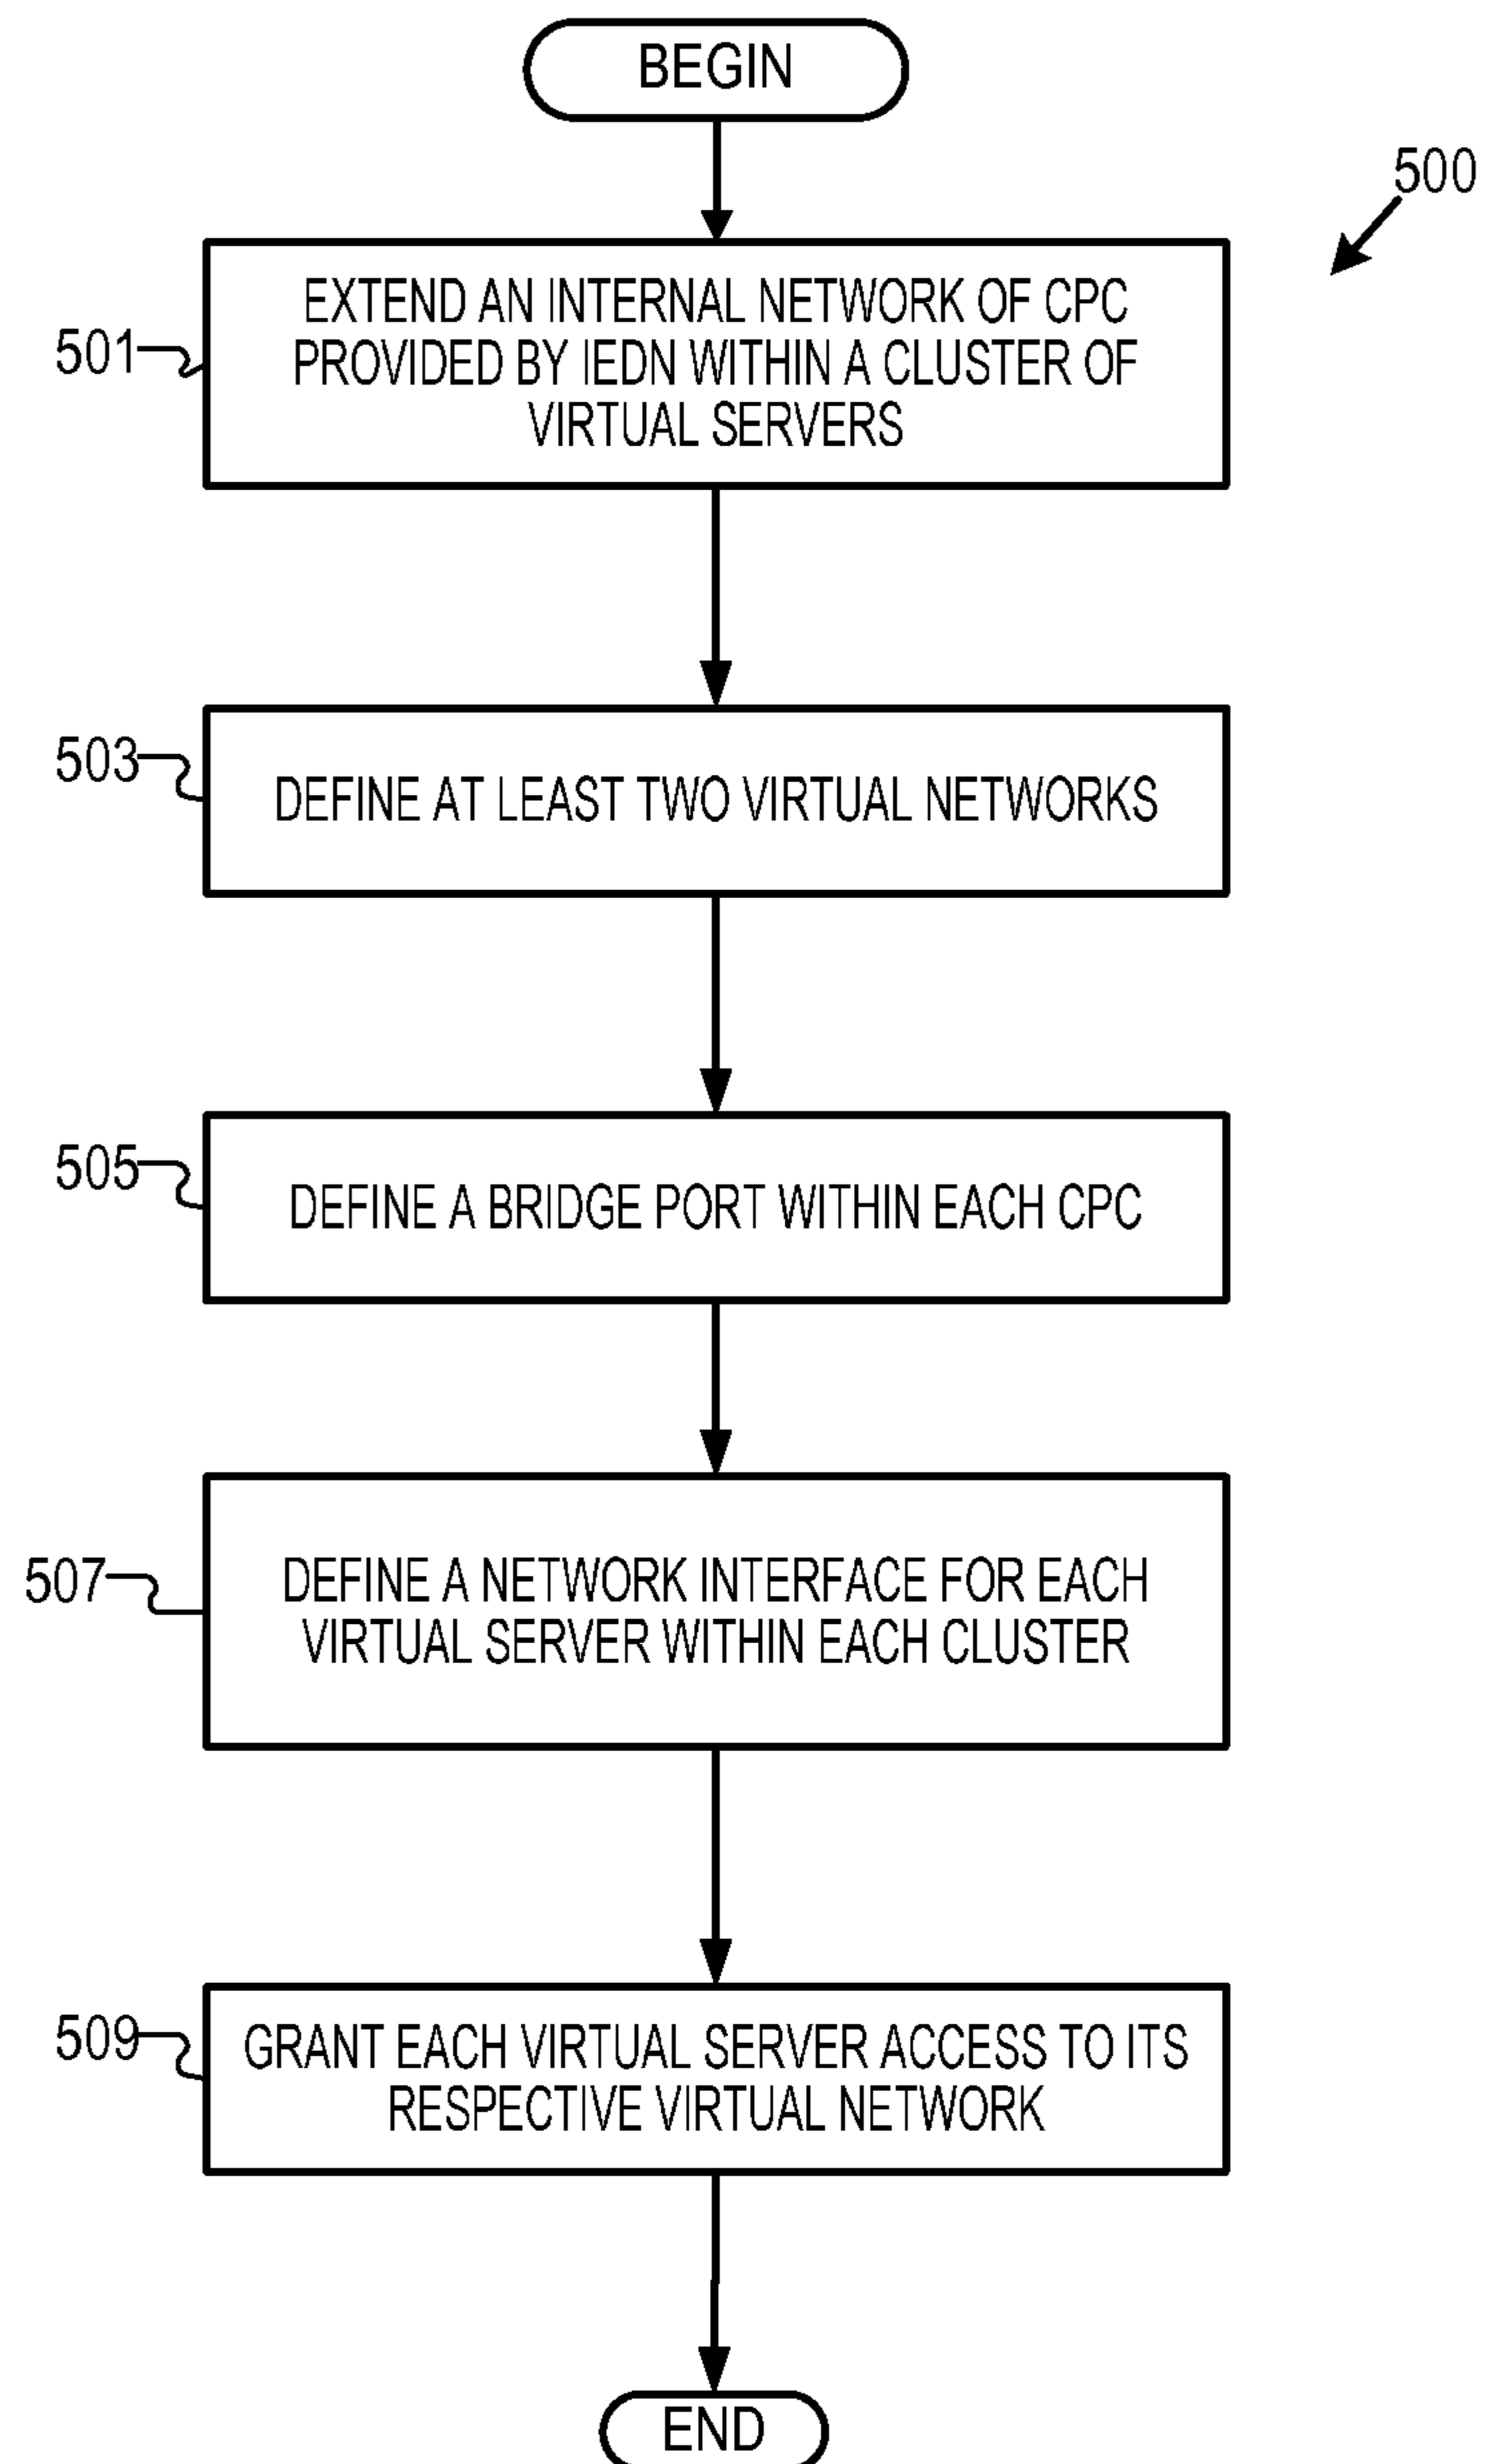 BEGIN
500
501
EXTEND AN INTERNAL NETWORK OF CPC
PROVIDED BY IEDN WITHIN A CLUSTER OF
VIRTUAL SERVERS
503
DEFINE AT LEAST TWO VIRTUAL NETWORKS
505
DEFINE A BRIDGE PORT WITHIN EACH CPC
507
DEFINE A NETWORK INTERFACE FOR EACH
VIRTUAL SERVER WITHIN EACH CLUSTER
509
GRANT EACH VIRTUAL SERVER ACCESS TO ITS
RESPECTIVE VIRTUAL NETWORK
END